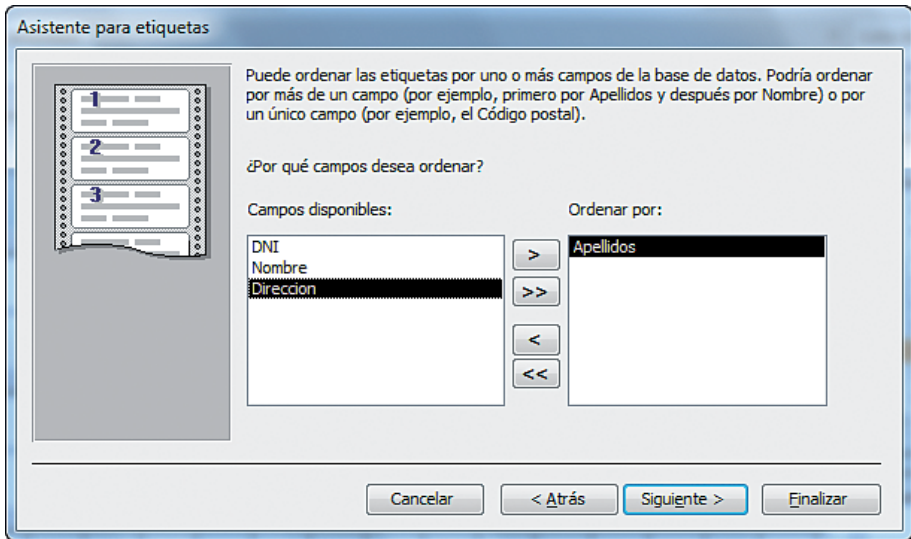 Asistente para etiquetas
1
2
3
Puede ordenar las etiquetas por uno o más campos de la base de datos. Podría ordenar
por más de un campo (por ejemplo, primero por Apellidos y después por Nombre) o por
un único campo (por ejemplo, el Código postal).
¿Por qué campos desea ordenar?
Campos disponibles:
DNI
Nombre
Direccion
>
>>
<
<<
Ordenar por:
Apellidos
Cancelar
< Atrás
Siguiente >
Finalizar